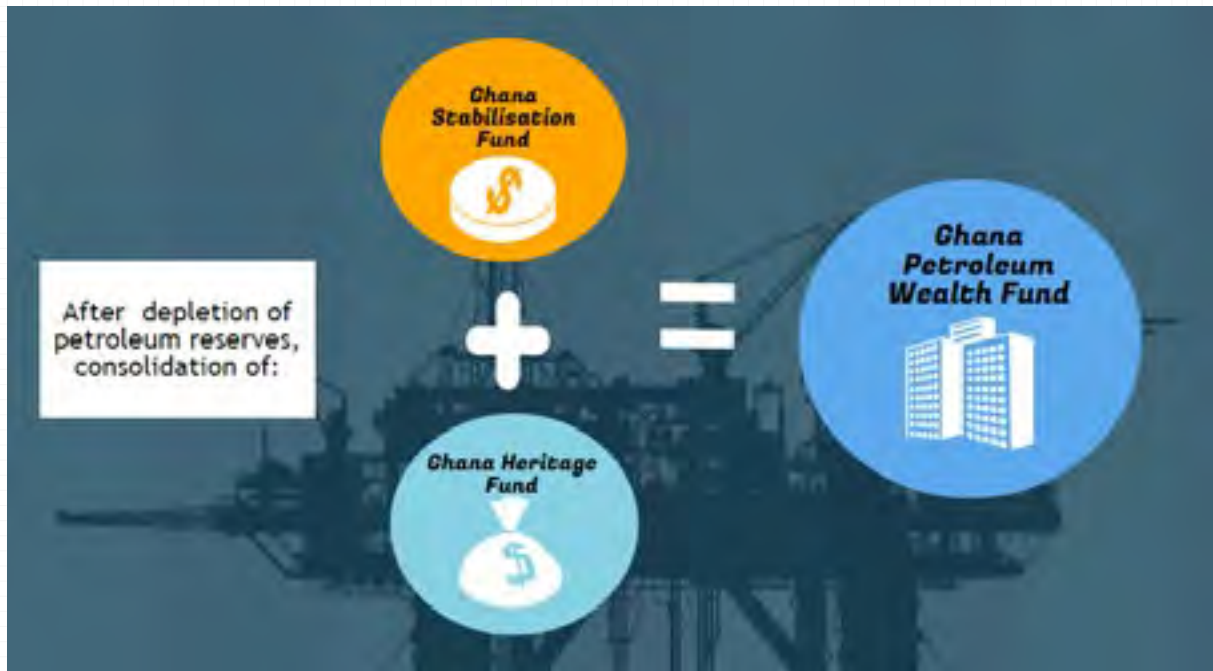 After depletion of
petroleum reserves,
consolidation of:
Ghana
Stabilisation
Fund
$
+
Ghana Heritage
Fund
$
=
Ghana
Petroleum
Wealth Fund